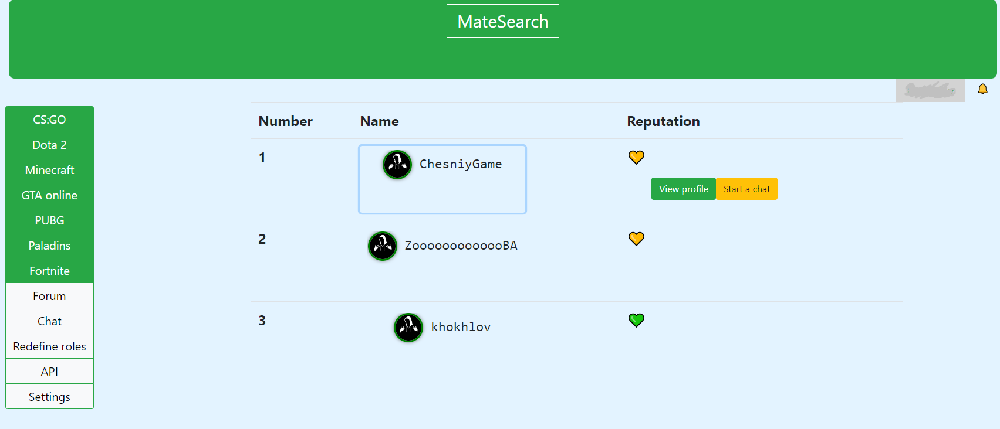 MateSearch
CS:GO
Dota 2
Minecraft
GTA online
PUBG
Paladins
Fortnite
Forum
Chat
Redefine roles
API
Settings
Number Name Reputation
1 ChesniyGame
View profile Start a chat
2 ZooooooooooooBA
3 khokhlov